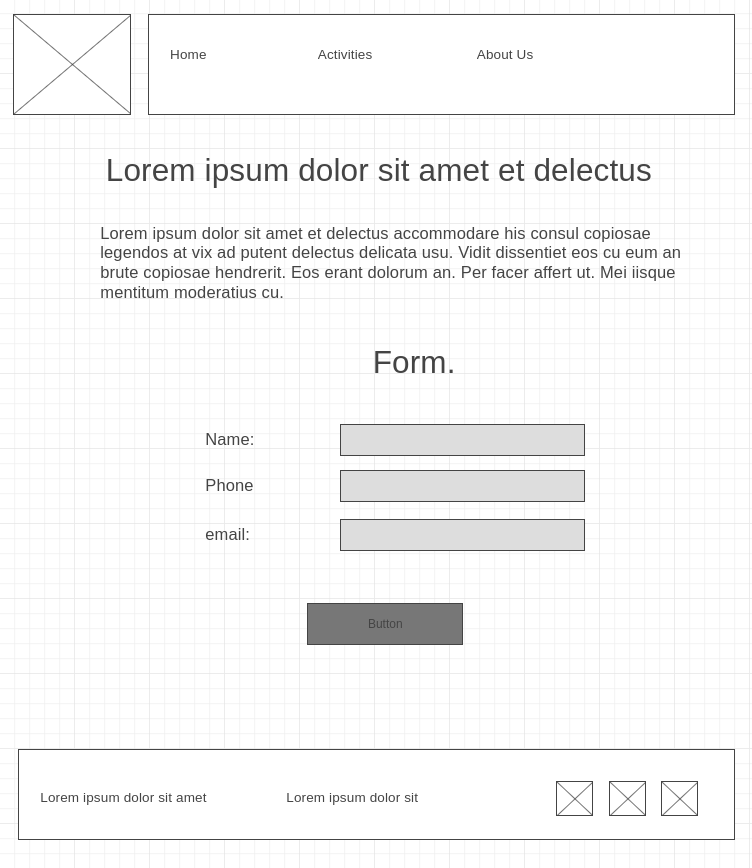 Home Activities About Us
Lorem ipsum dolor sit amet et delectus
Lorem ipsum dolor sit amet et delectus accommodare his consul copiosae
legendos at vix ad putent delectus delicata usu. Vidit dissentiet eos cu eum an
brute copiosae hendrerit. Eos erant dolorum an. Per facer affert ut. Mei iisque
mentitum moderatius cu.
Form.
Name:
Phone
email:
Button
Lorem ipsum dolor sit amet Lorem ipsum dolor sit